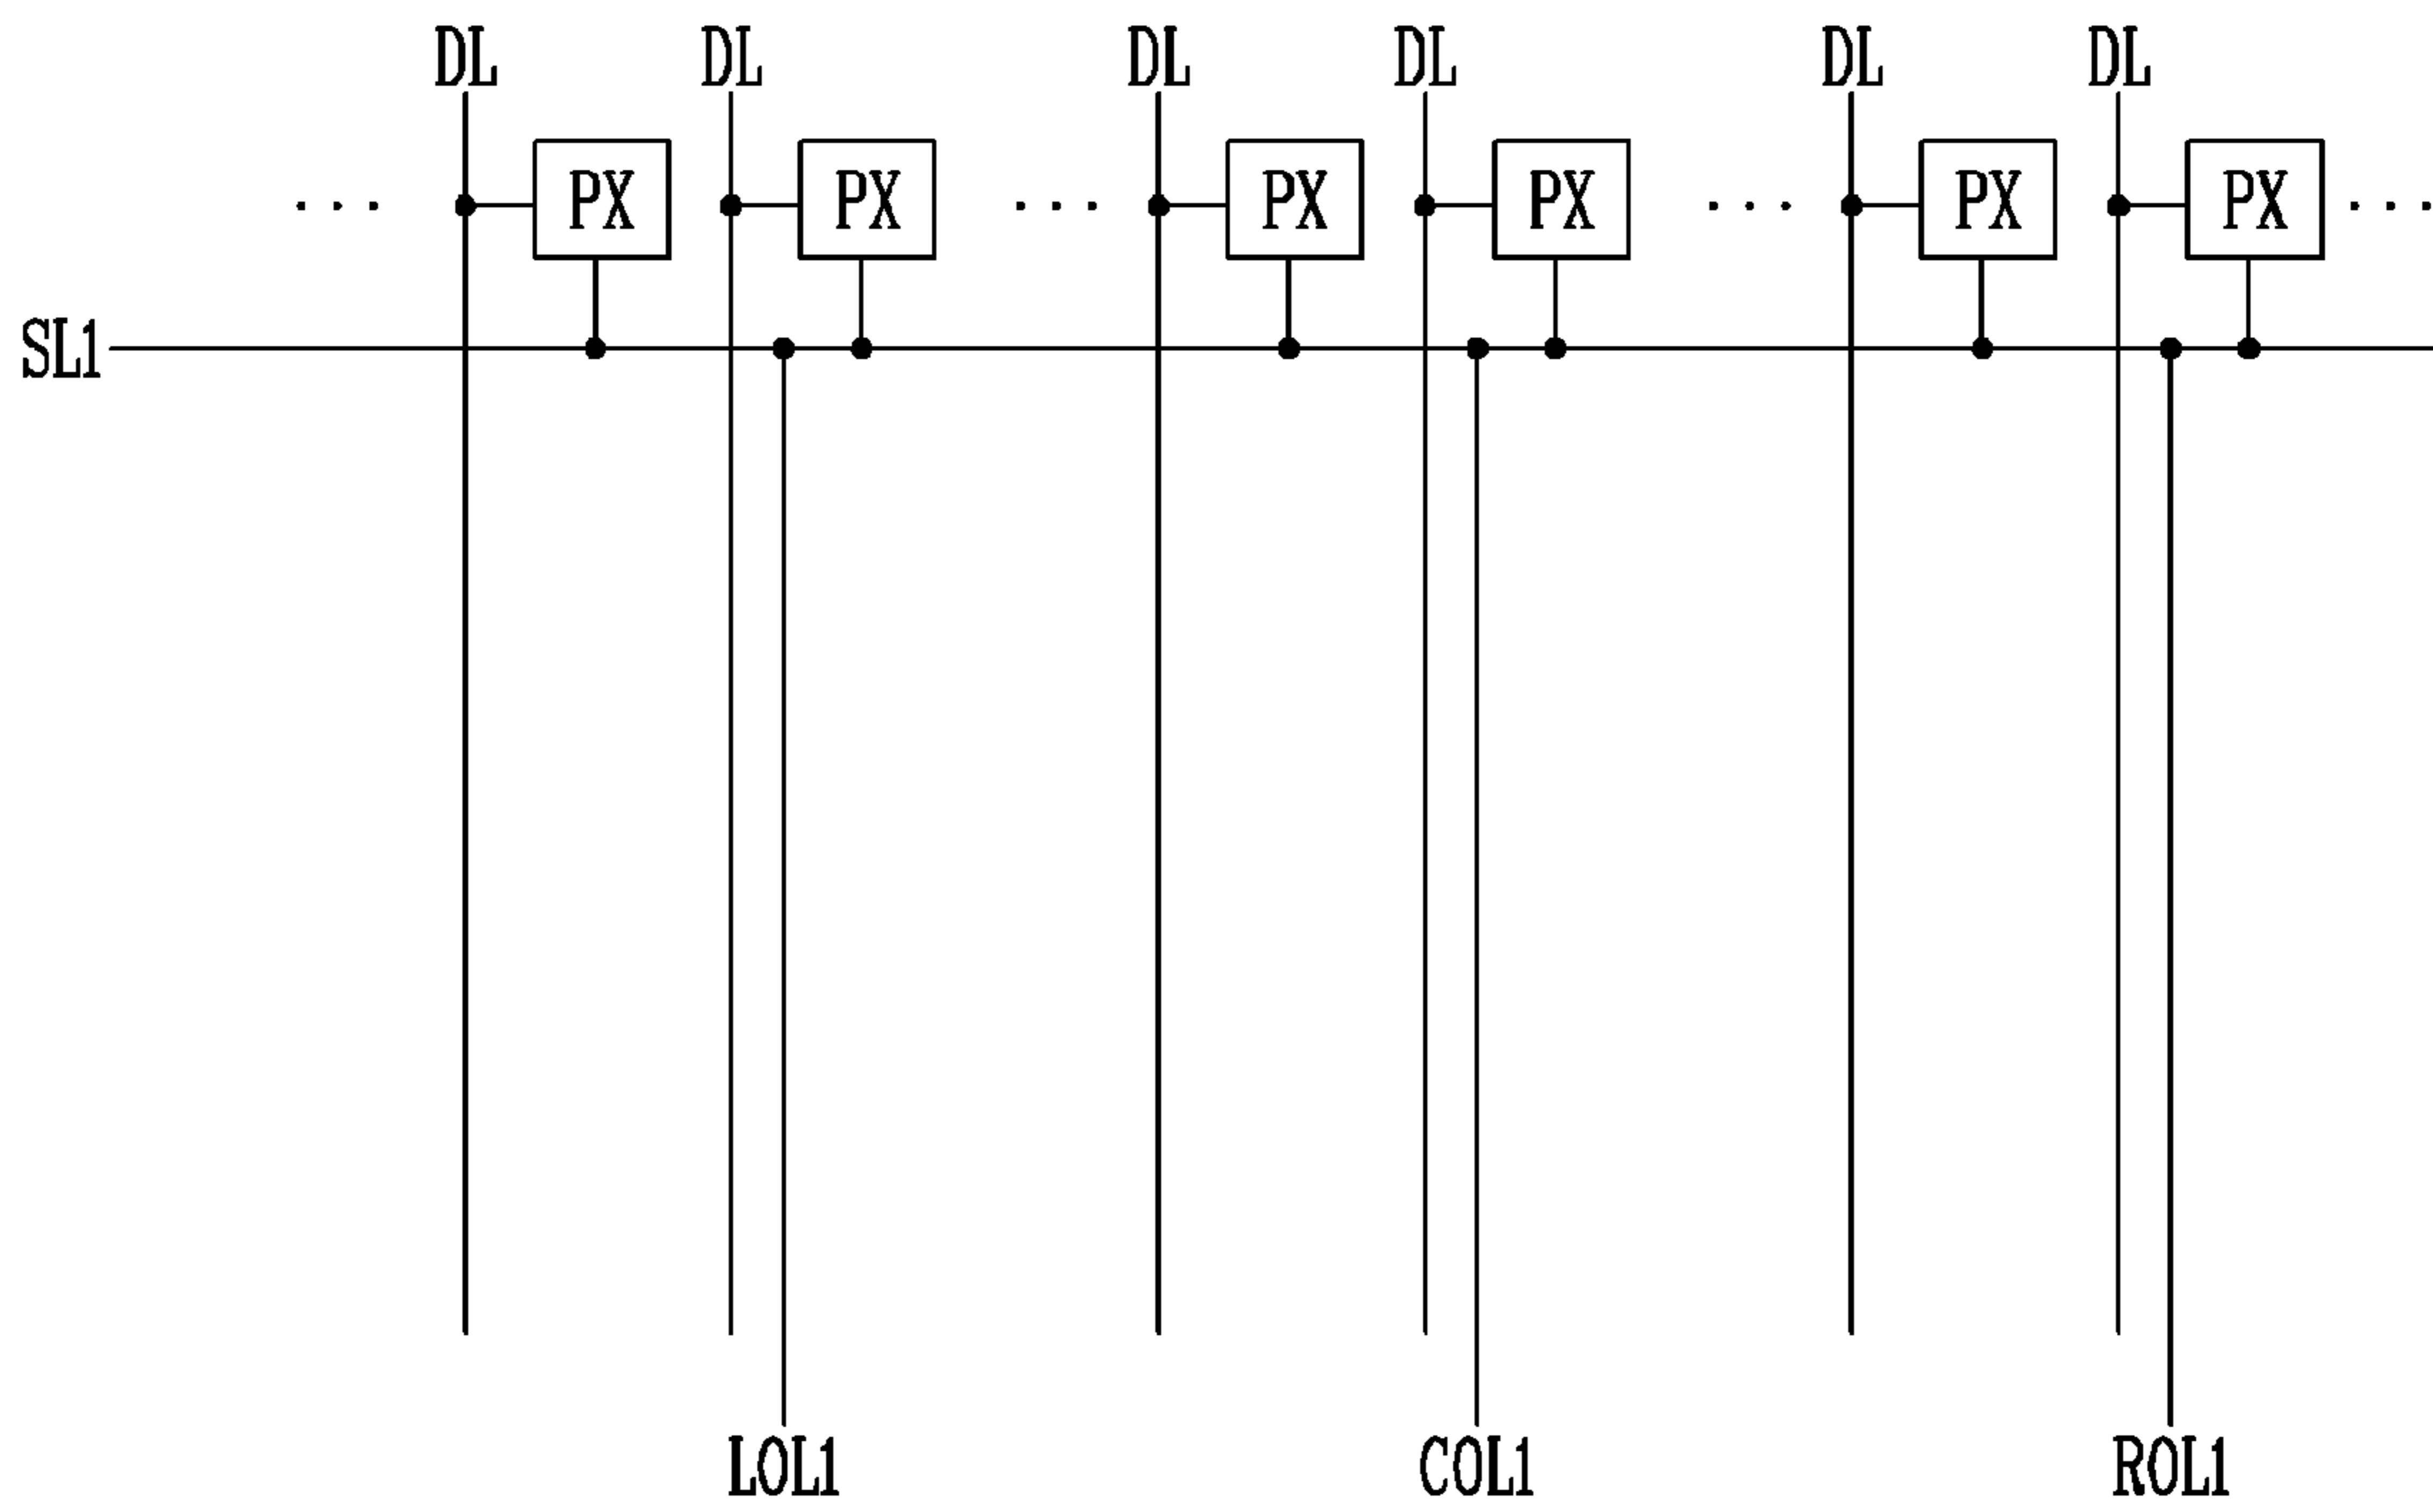 DL DL DL DL DL DL
... PX PX ... PX PX ... PX PX ...
SL1
LOL1 COL1 ROL1